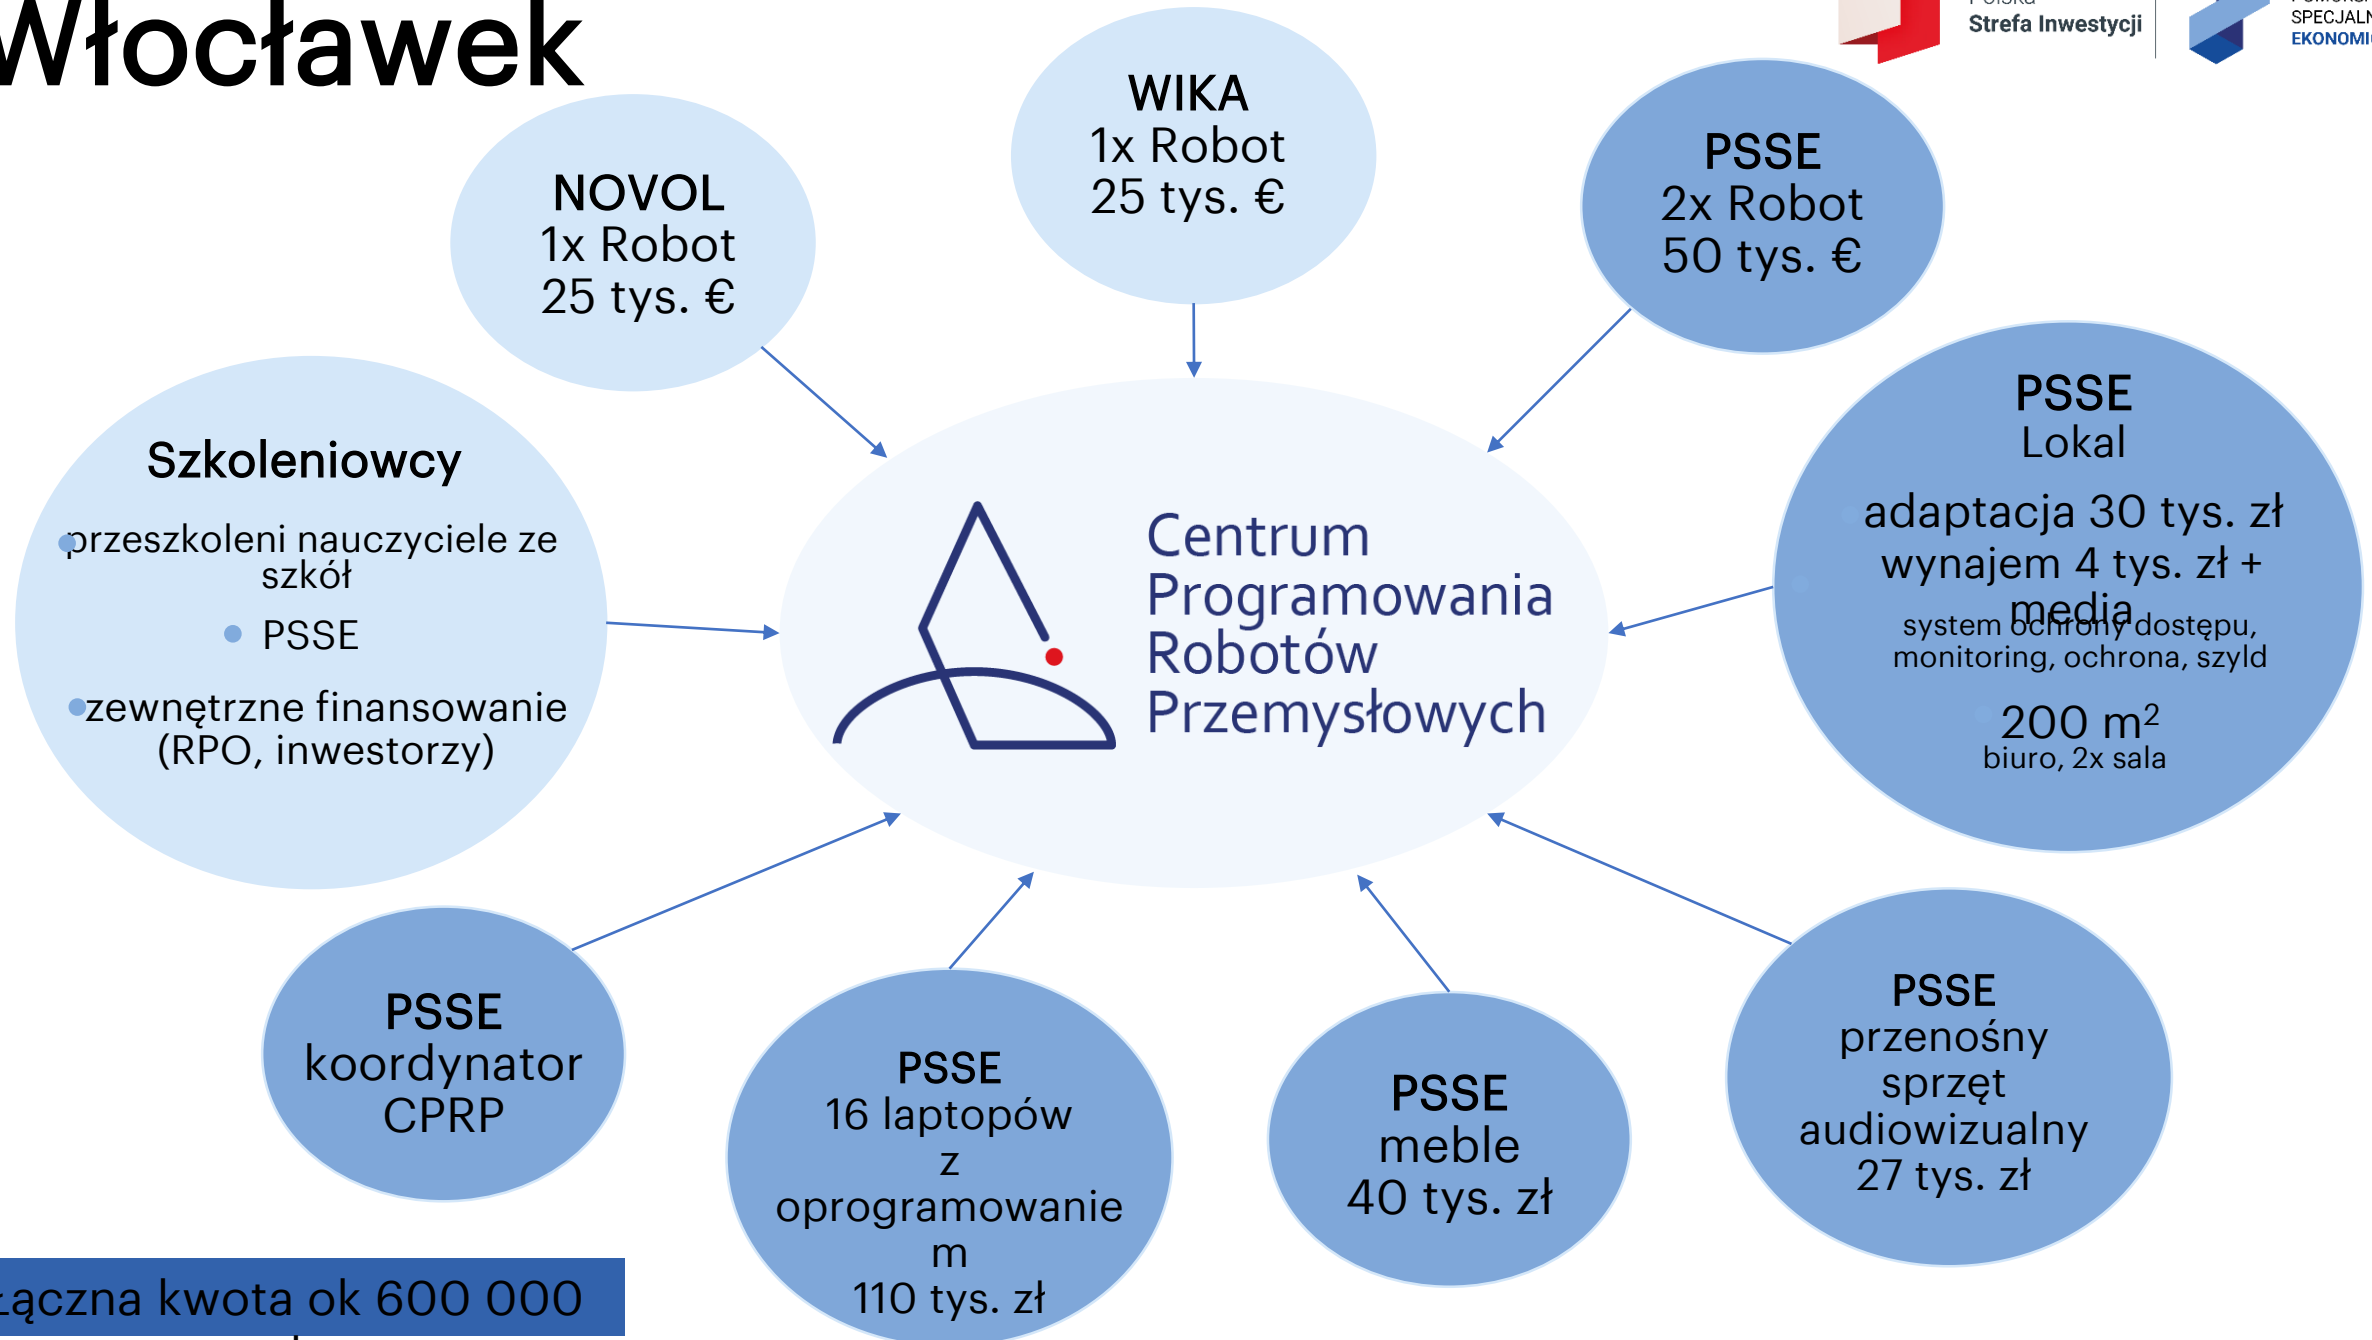 Włocławek
Strefa Inwestycji
SPECJALN
EKONOMI
WIKA
1x Robot
25 tys. €
PSSE
2x Robot
50 tys. €
NOVOL
1x Robot
25 tys. €
PSSE
Lokal
adaptacja 30 tys. zł
wynajem 4 tys. zł +
media
system ochrony dostępu,
monitoring, ochrona, szyld
200 m²
biuro, 2x sala
Szkoleniowcy
przeszkoleni nauczyciele ze
szkół
PSSE
zewnętrzne finansowanie
(RPO, inwestorzy)
Centrum
Programowania
Robotów
Przemysłowych
PSSE
koordynator
CPRP
PSSE
16 laptopów
z
oprogramowanie
m
110 tys. zł
PSSE
meble
40 tys. zł
PSSE
przenośny
sprzęt
audiowizualny
27 tys. zł
Łączna kwota ok 600 000